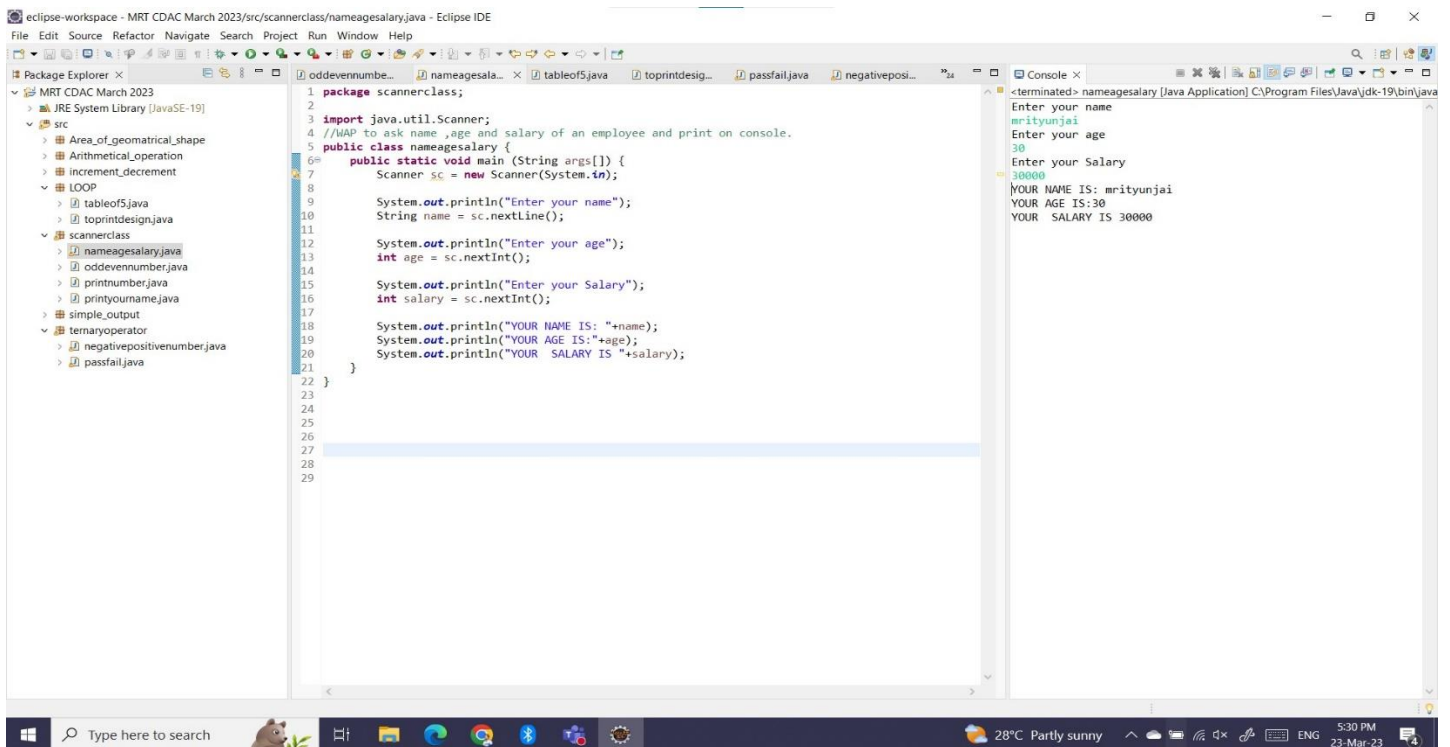 eclipse-workspace - MRT CDAC March 2023/src/scannerclass/nameagesalary.java - Eclipse IDE
File Edit Source Refactor Navigate Search Project Run Window Help
Package Explorer
MRT CDAC March 2023
JRE System Library [JavaSE-19]
src
Area_of_geomatrical_shape
Arithmetical_operation
increment_decrement
LOOP
tableof5.java
toprintdesign.java
scannerclass
nameagesalary.java
oddevennumber.java
printnumber.java
printyourname.java
simple_output
ternaryoperator
negativepositivenumber.java
passfail.java
oddevennumbe... nameagesala... tableof5.java toprintdesig... passfail.java negativeposi... 24
1 package scannerclass;
2
3 import java.util.Scanner;
4 //WAP to ask name ,age and salary of an employee and print on console.
5 public class nameagesalary {
6 public static void main (String args[]) {
7 Scanner sc = new Scanner(System.in);
8
9 System.out.println("Enter your name");
10 String name = sc.nextLine();
11
12 System.out.println("Enter your age");
13 int age = sc.nextInt();
14
15 System.out.println("Enter your Salary");
16 int salary = sc.nextInt();
17
18 System.out.println("YOUR NAME IS: "+name);
19 System.out.println("YOUR AGE IS:"+age);
20 System.out.println("YOUR  SALARY IS "+salary);
21 }
22 }
23
24
25
26
27
28
29
Console
<terminated> nameagesalary [Java Application] C:\Program Files\Java\jdk-19\bin\java
Enter your name
mrityunjai
Enter your age
30
Enter your Salary
30000
YOUR NAME IS: mrityunjai
YOUR AGE IS:30
YOUR  SALARY IS 30000
Type here to search
28°C Partly sunny
ENG
5:30 PM
23-Mar-23
4